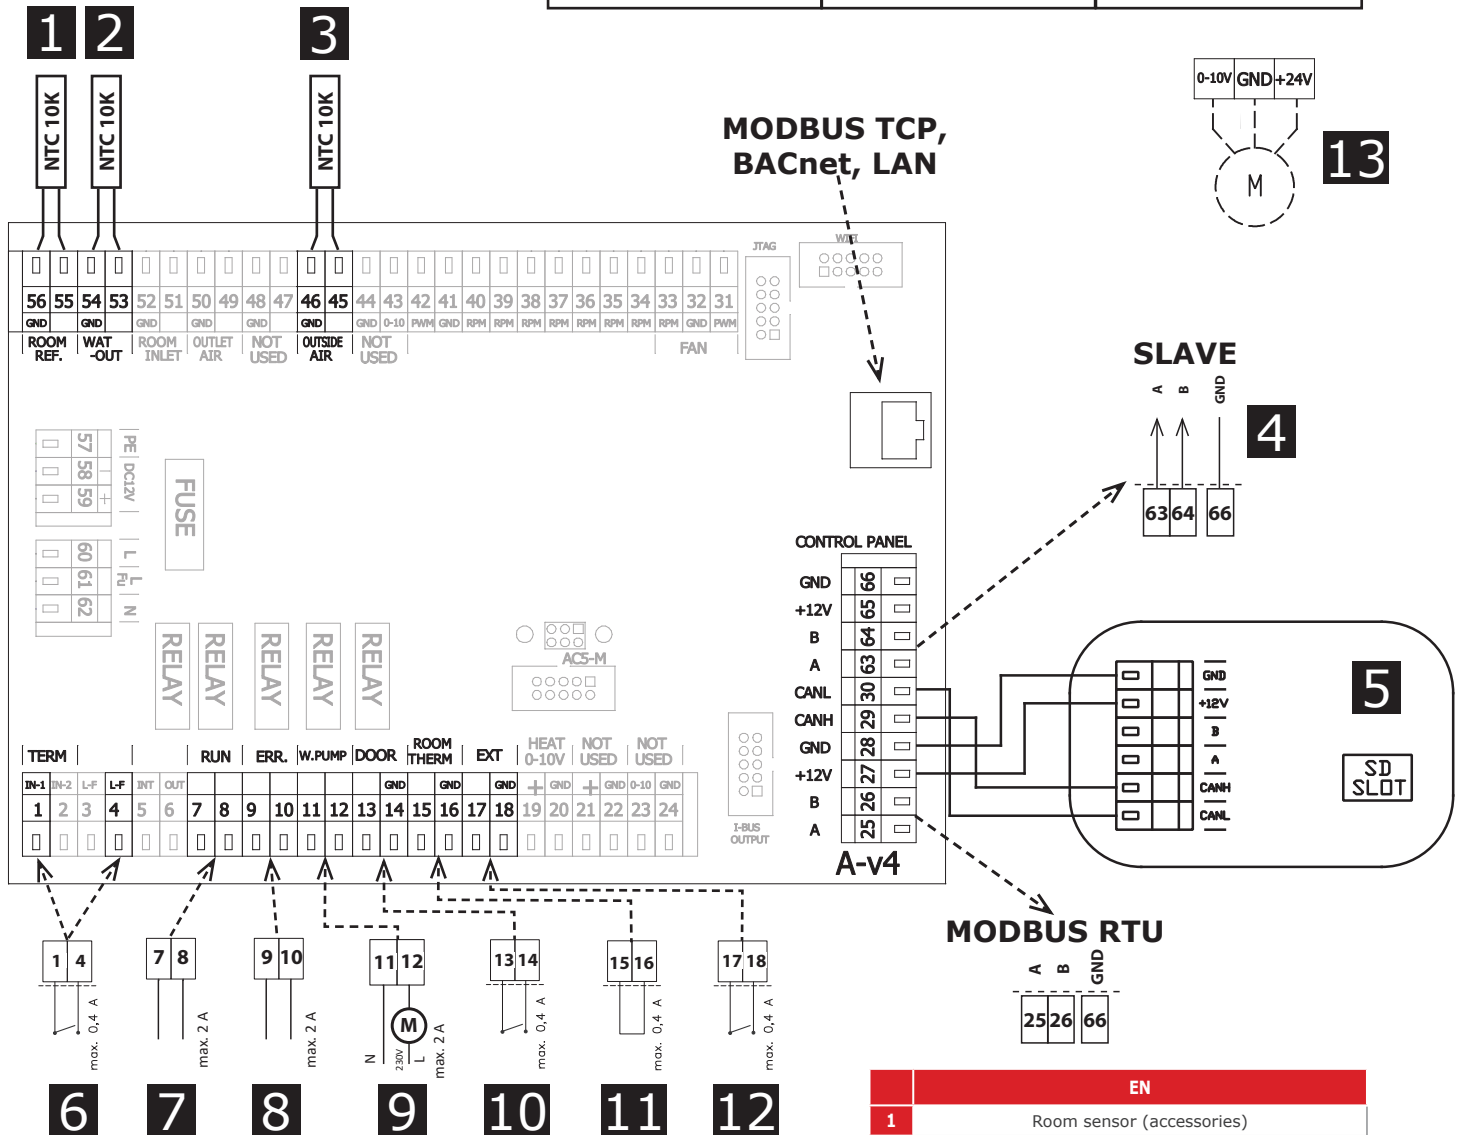 1 2 3
NTC 10K
NTC 10K
NTC 10K
0-10V GND +24V
M
13
MODBUS TCP,
BACnet, LAN
JTAG
WIFI
56 55 54 53 52 51 50 49 48 47 46 45 44 43 42 41 40 39 38 37 36 35 34 33 32 31
GND GND GND GND GND GND GND 0-10 PWM GND RPM RPM RPM RPM RPM RPM RPM RPM GND PWM
ROOM REF.
WAT -OUT
ROOM INLET
OUTLET AIR
NOT USED
OUTSIDE AIR
NOT USED
FAN
SLAVE
A B GND
4
63 64 66
57 PE
58 - DC12V
59 +
60 L
61 L Fu
62 N
FUSE
RELAY
RELAY
RELAY
RELAY
RELAY
AC5-M
I-BUS
OUTPUT
CONTROL PANEL
GND 66
+12V 65
B 64
A 63
CANL 30
CANH 29
GND 28
+12V 27
B 26
A 25
A-v4
5
GND
+12V
B
A
CANH
CANL
SD
SLOT
TERM
RUN
ERR.
W.PUMP
DOOR
ROOM THERM
EXT
HEAT 0-10V
NOT USED
NOT USED
IN-1 IN-2 L-F L-F INT OUT GND GND GND + GND + GND 0-10 GND
1 2 3 4 5 6 7 8 9 10 11 12 13 14 15 16 17 18 19 20 21 22 23 24
1 4
max. 0,4 A
7 8
max. 2 A
9 10
max. 2 A
11 12
M
N 230V L
max. 2 A
13 14
max. 0,4 A
15 16
max. 0,4 A
17 18
max. 0,4 A
6 7 8 9 10 11 12
MODBUS RTU
A B GND
25 26 66
EN
1 Room sensor (accessories)